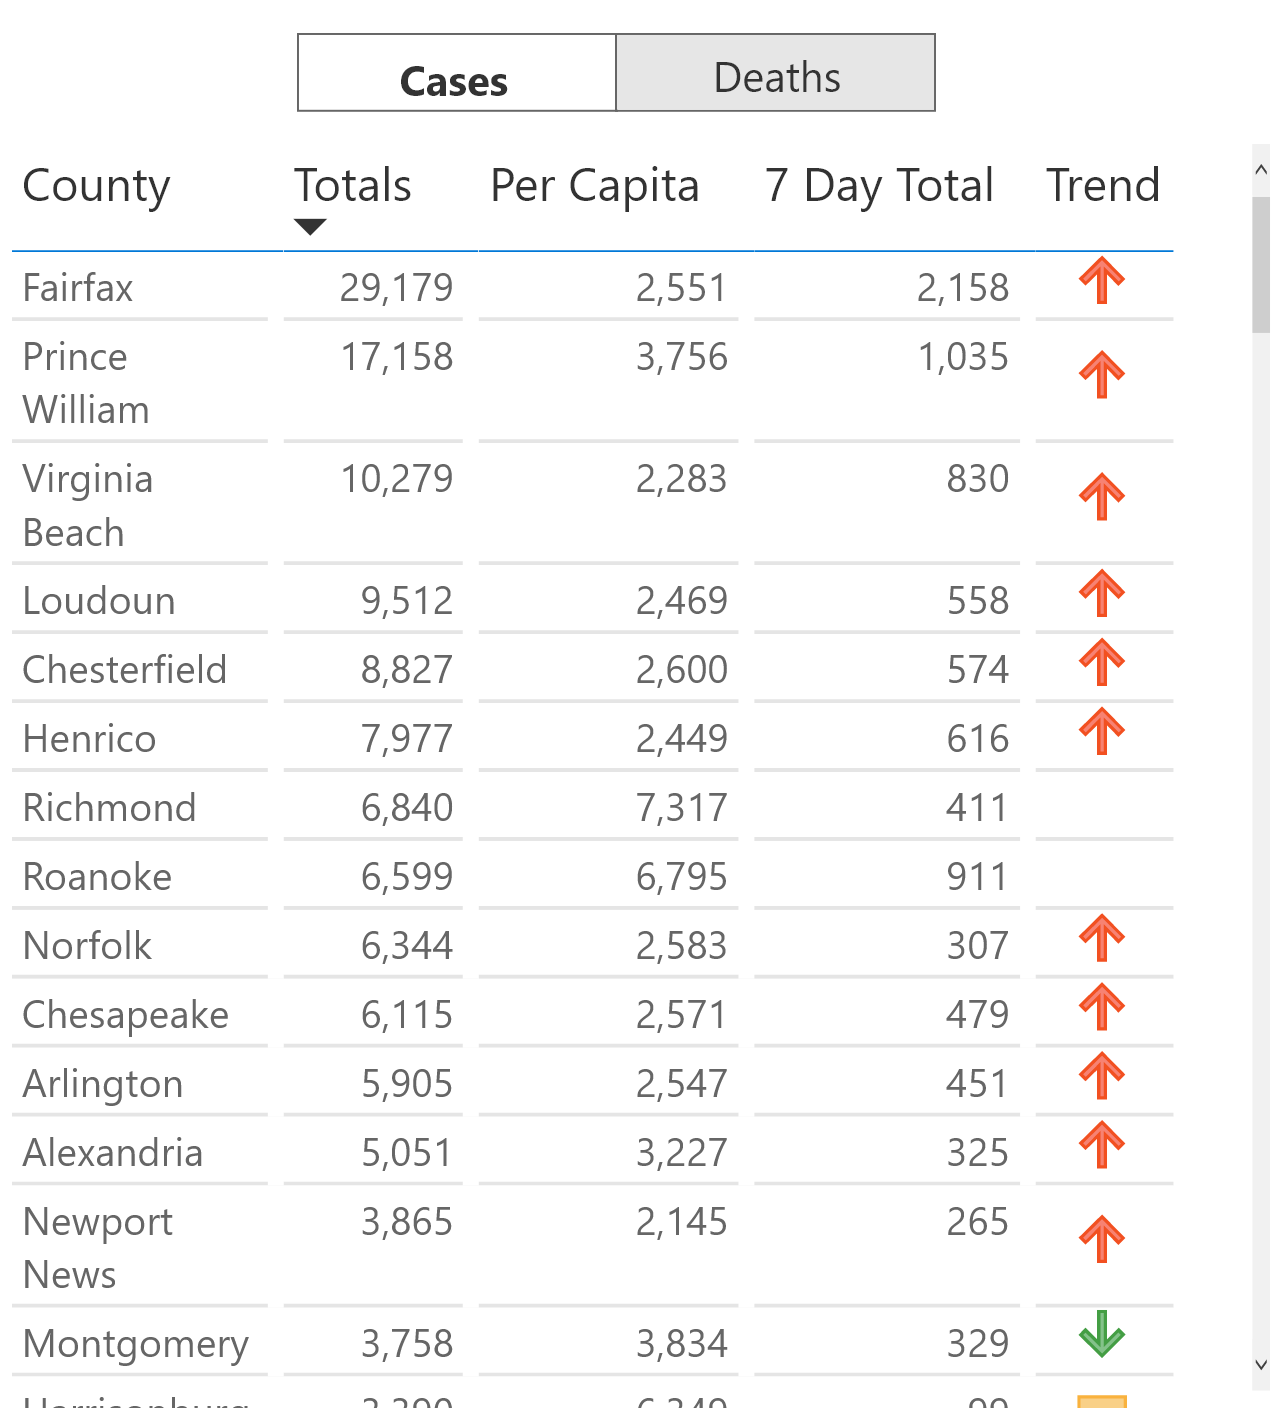 Cases Deaths
County Totals Per Capita 7 Day Total Trend
Fairfax 29,179 2,551 2,158
Prince 17,158 3,756 1,035
William
Virginia 10,279 2,283 830
Beach
Loudoun 9,512 2,469 558
Chesterfield 8,827 2,600 574
Henrico 7,977 2,449 616
Richmond 6,840 7,317 411
Roanoke 6,599 6,795 911
Norfolk 6,344 2,583 307
Chesapeake 6,115 2,571 479
Arlington 5,905 2,547 451
Alexandria 5,051 3,227 325
Newport 3,865 2,145 265
News
Montgomery 3,758 3,834 329